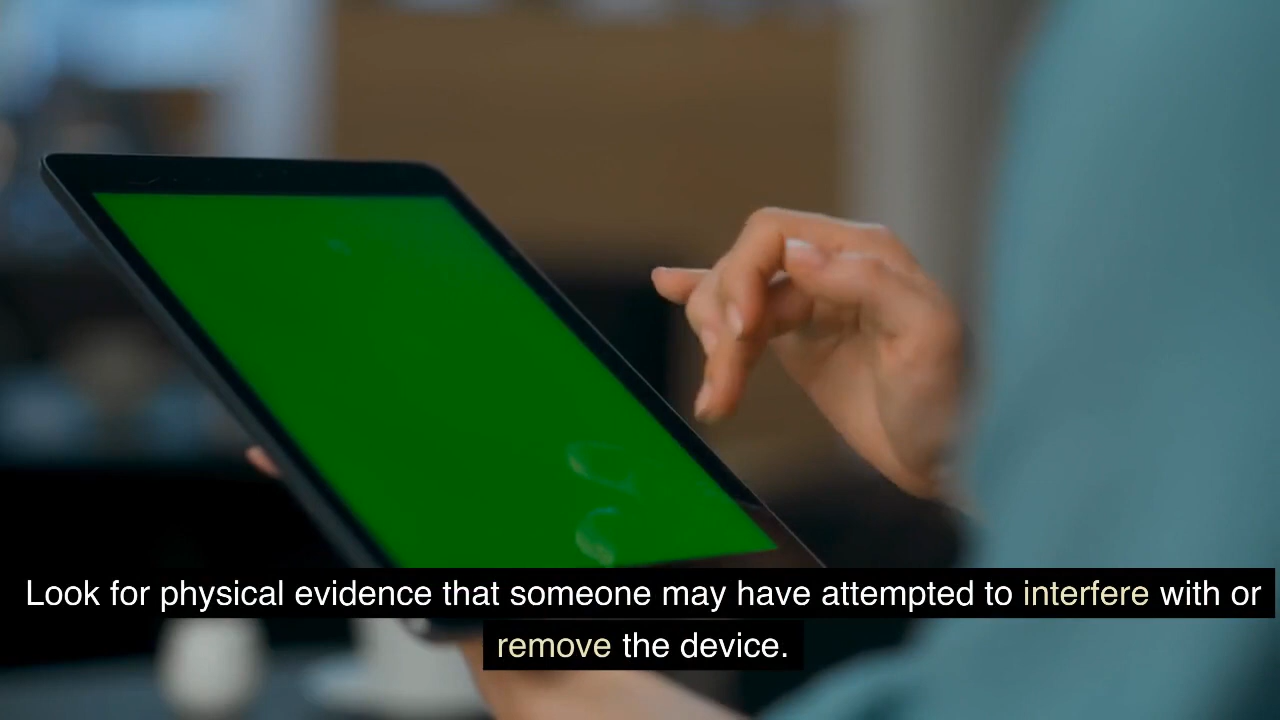 Look for physical evidence that someone may have attempted to interfere with or
remove the device.